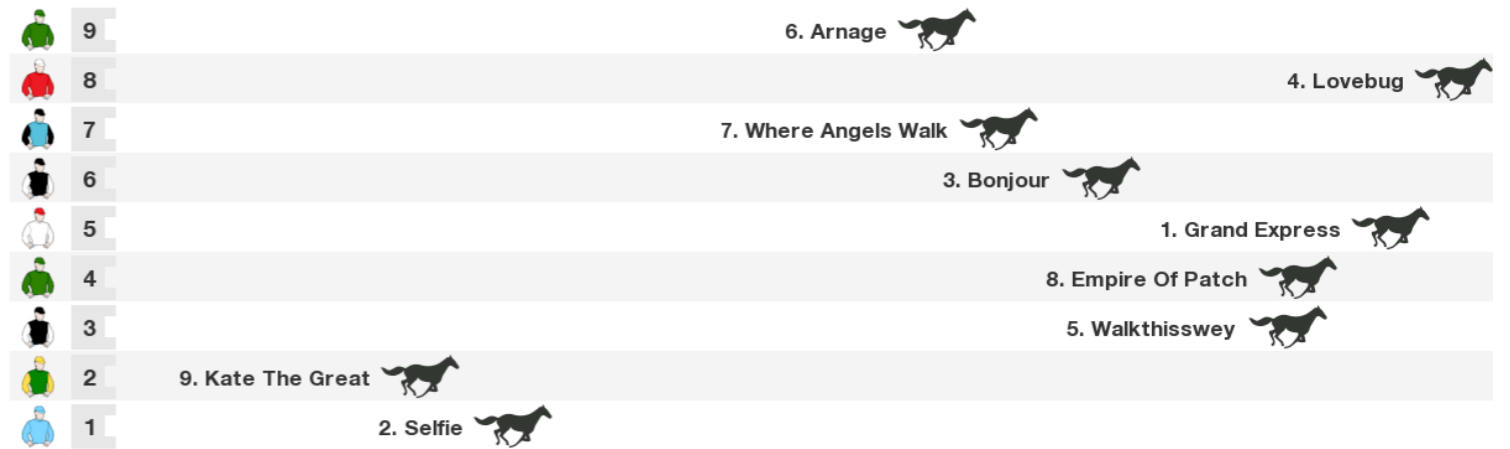 9 6. Arnage
8 4. Lovebug
7 7. Where Angels Walk
6 3. Bonjour
5 1. Grand Express
4 8. Empire Of Patch
3 5. Walkthisswey
2 9. Kate The Great
1 2. Selfie